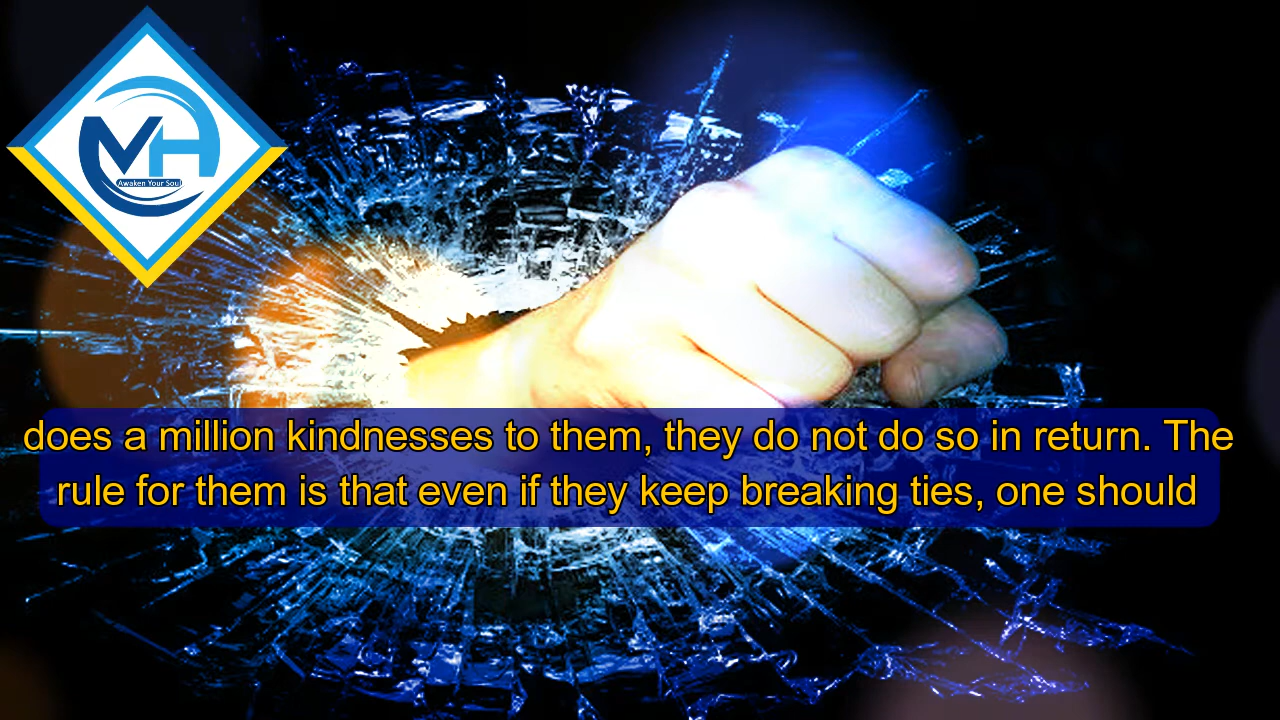 MH
Awaken Your Soul
does a million kindnesses to them, they do not do so in return. The
rule for them is that even if they keep breaking ties, one should